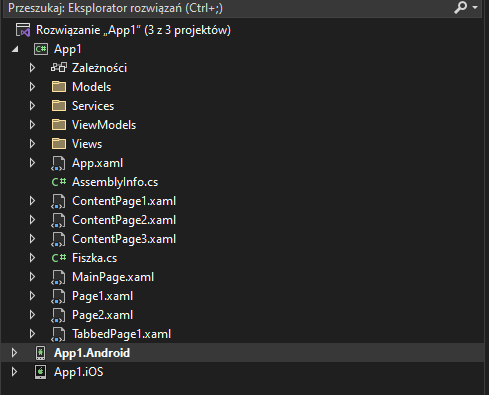 Przeszukaj: Eksplorator rozwiązań (Ctrl+;)
Rozwiązanie „App1” (3 z 3 projektów)
C# App1
Zależności
Models
Services
ViewModels
Views
App.xaml
C# AssemblyInfo.cs
ContentPage1.xaml
ContentPage2.xaml
ContentPage3.xaml
C# Fiszka.cs
MainPage.xaml
Page1.xaml
Page2.xaml
TabbedPage1.xaml
App1.Android
App1.iOS